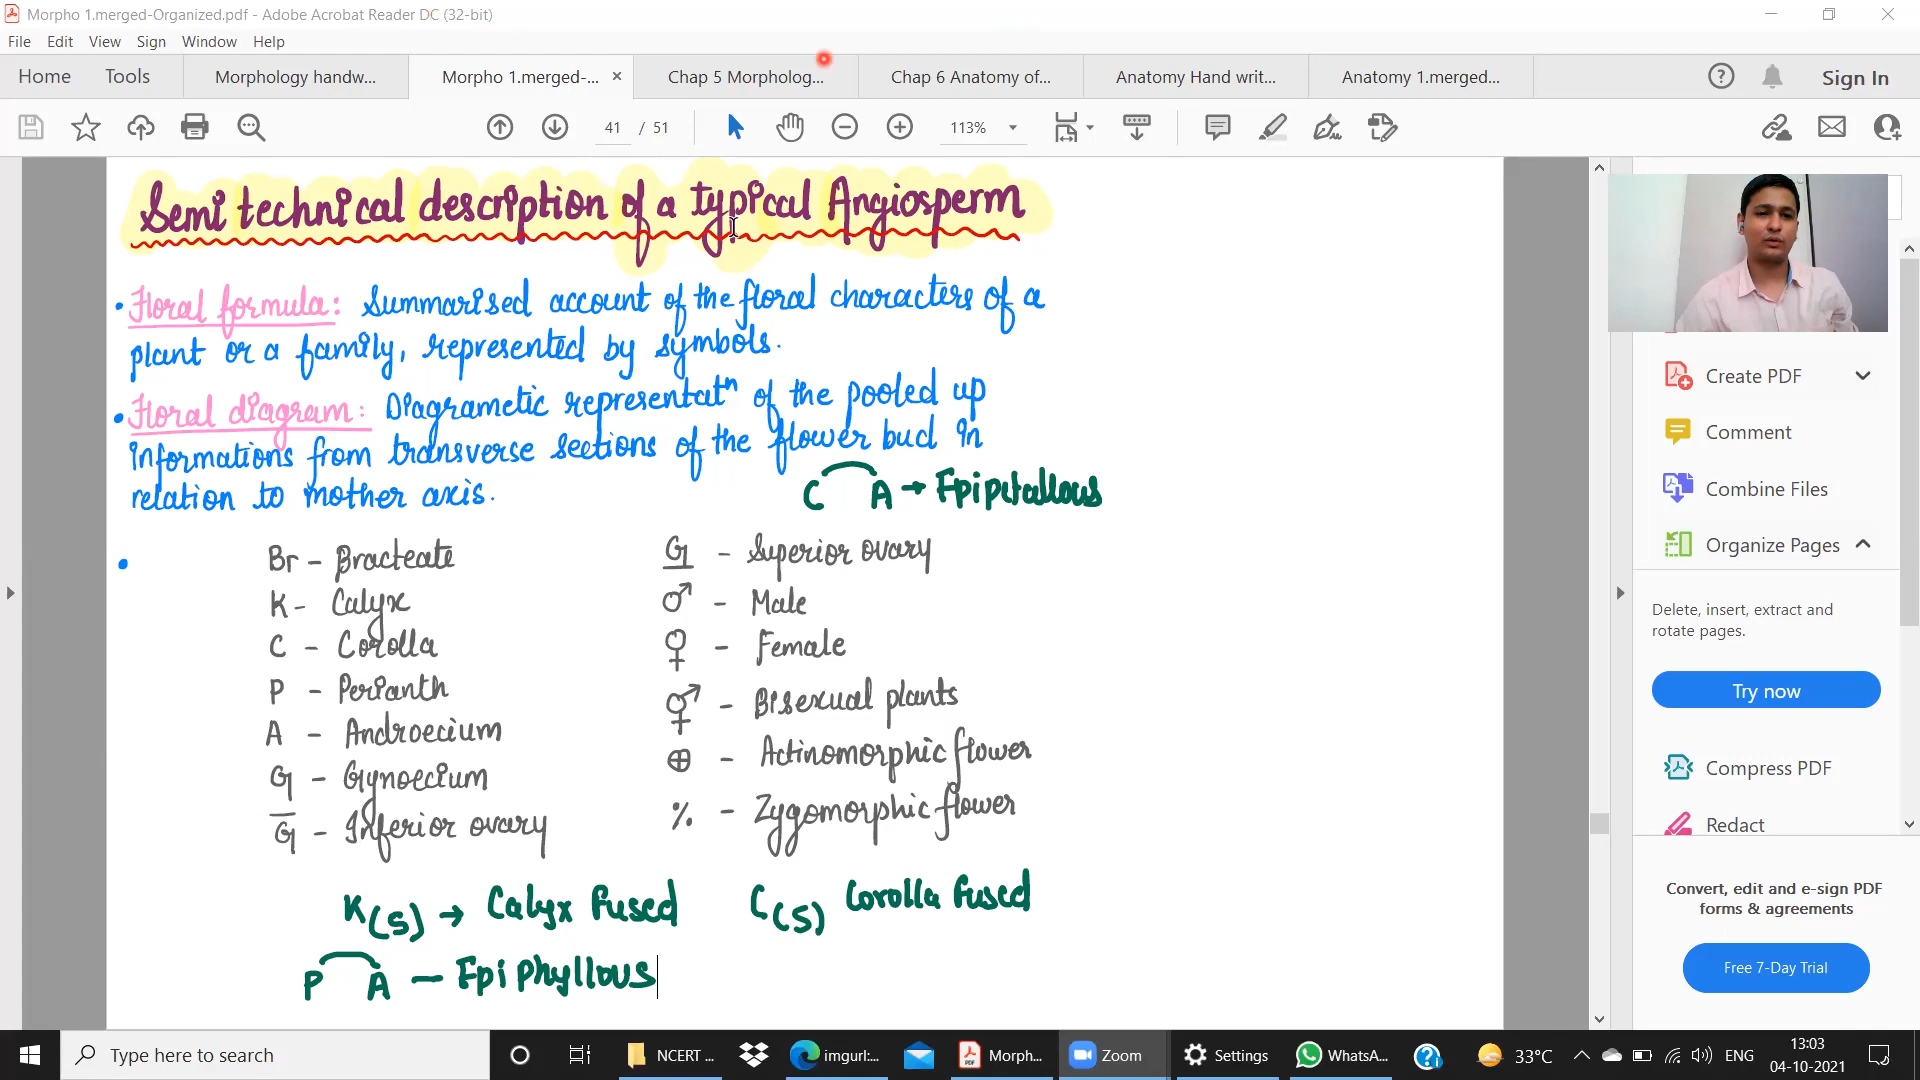 Morpho 1.merged-Organized.pdf - Adobe Acrobat Reader DC (32-bit)
File Edit View Sign Window Help
Home Tools Morphology handw... Morpho 1.merged-... × Chap 5 Morpholog... Chap 6 Anatomy of... Anatomy Hand writ... Anatomy 1.merged... Sign In
41 / 51 113%
Semi technical description of a typical Angiosperm
• Floral formula: Summarised account of the floral characters of a
plant or a family, represented by symbols.
• Floral diagram: Diagrametic representatⁿ of the pooled up
informations from transverse sections of the flower bud in
relation to mother axis.
C A → Epipetallous
• Br - Bracteate
K - Calyx
C - Corolla
P - Perianth
A - Androecium
G - Gynoecium
G̅ - Inferior ovary
G̲ - Superior ovary
♂ - Male
♀ - Female
⚥ - Bisexual plants
⊕ - Actinomorphic flower
% - Zygomorphic flower
K(5) → Calyx fused C(5) Corolla fused
P A — Epiphyllous
Create PDF
Comment
Combine Files
Organize Pages
Delete, insert, extract and
rotate pages.
Try now
Compress PDF
Redact
Convert, edit and e-sign PDF
forms & agreements
Free 7-Day Trial
Type here to search NCERT ... imgurl:... Morph... Zoom Settings WhatsA... 33°C ENG 13:03
04-10-2021